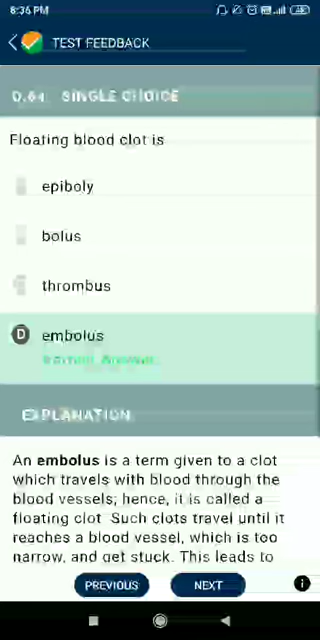 8:36 PM
TEST FEEDBACK
Q.64. SINGLE CHOICE
Floating blood clot is
epiboly
bolus
thrombus
D embolus
EXPLANATION
An embolus is a term given to a clot
which travels with blood through the
blood vessels; hence, it is called a
floating clot. Such clots travel until it
reaches a blood vessel, which is too
narrow, and get stuck. This leads to
PREVIOUS NEXT